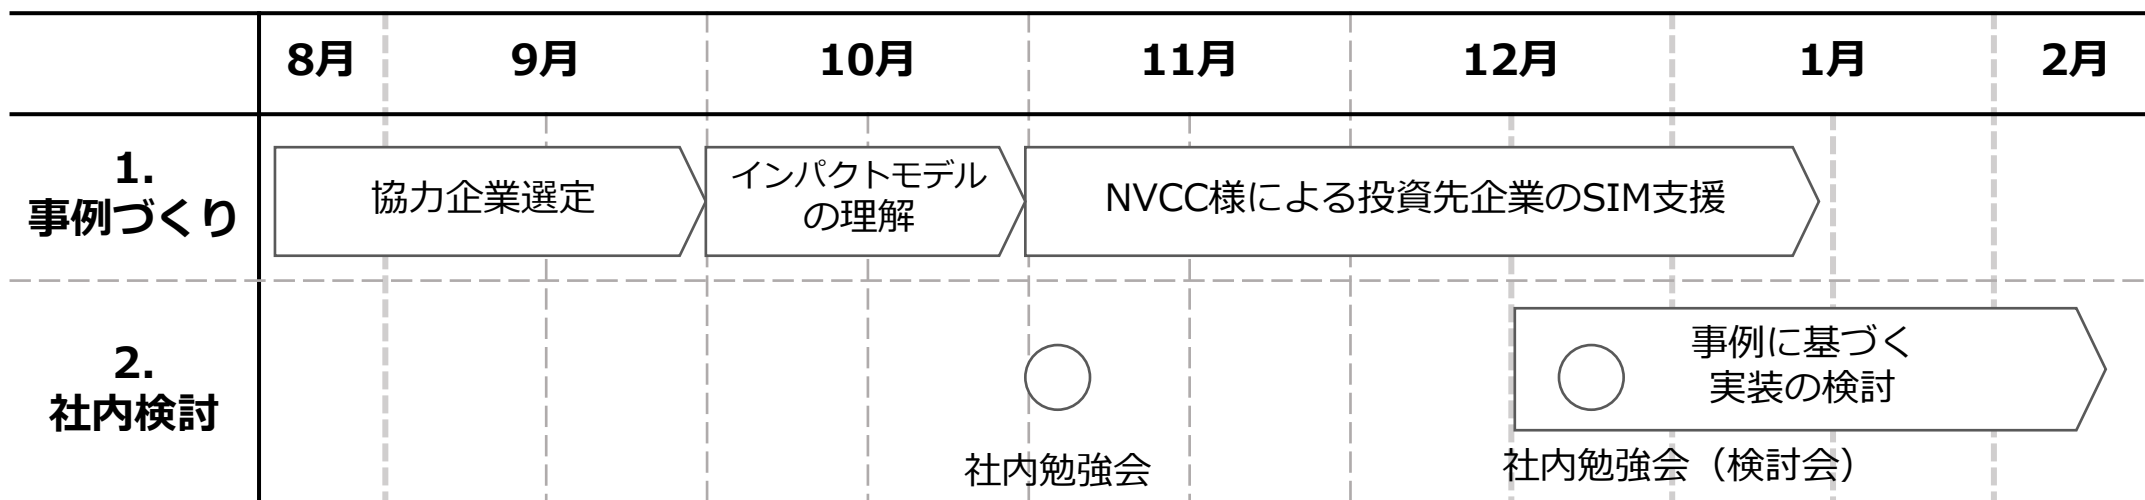 8月 9月 10月 11月 12月 1月 2月
1.
事例づくり
協力企業選定
インパクトモデル
の理解
NVCC様による投資先企業のSIM支援
2.
社内検討
社内勉強会
事例に基づく
実装の検討
社内勉強会（検討会）